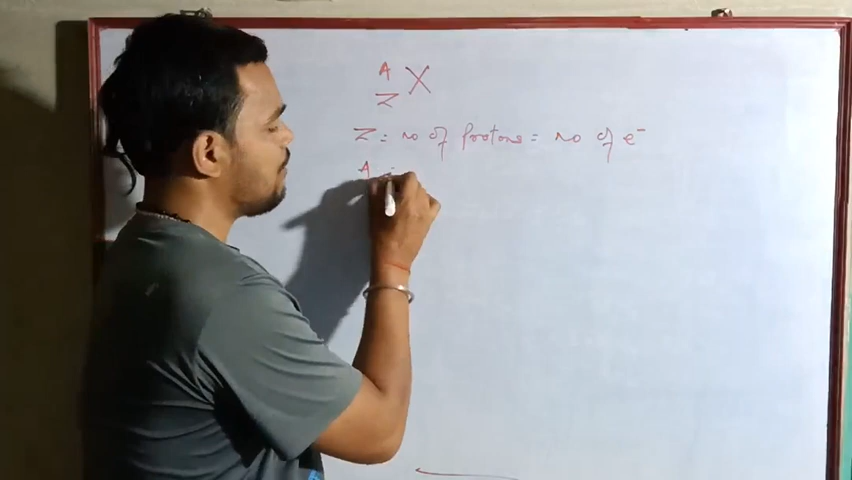 A
Z X
Z = no of protons = no of e⁻
A =